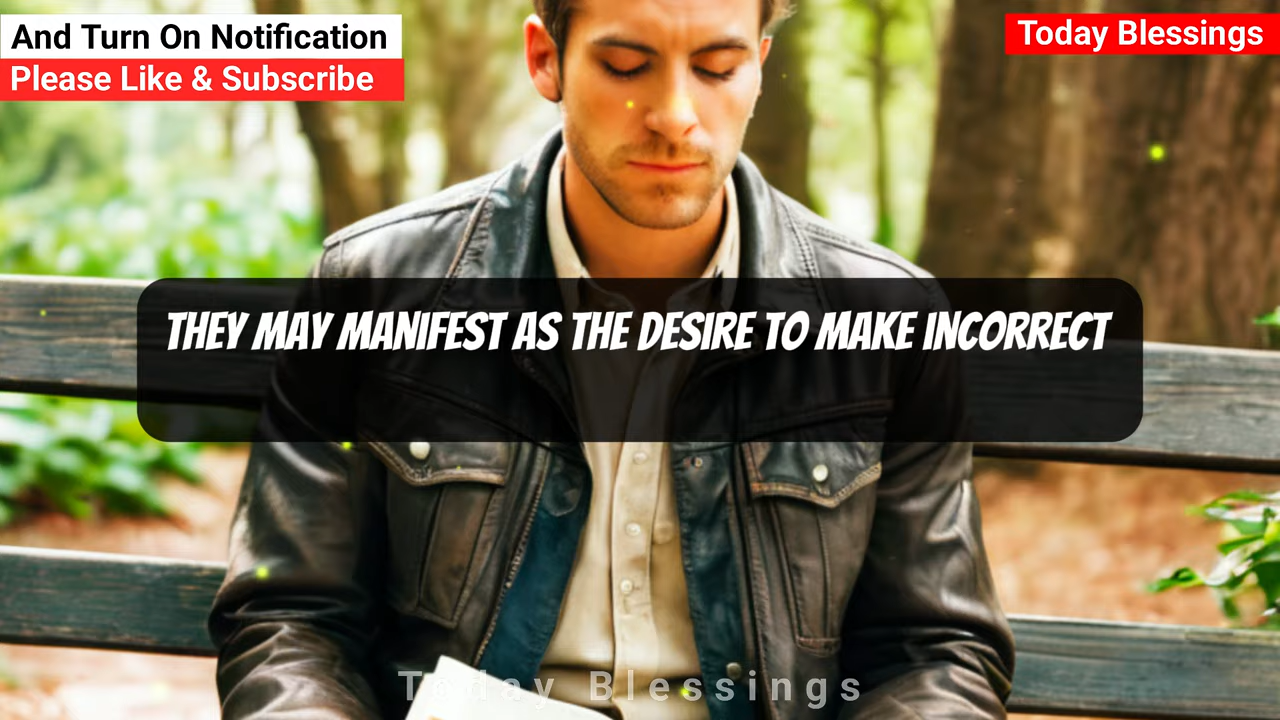 And Turn On Notification
Please Like & Subscribe
Today Blessings
THEY MAY MANIFEST AS THE DESIRE TO MAKE INCORRECT
Today Blessings